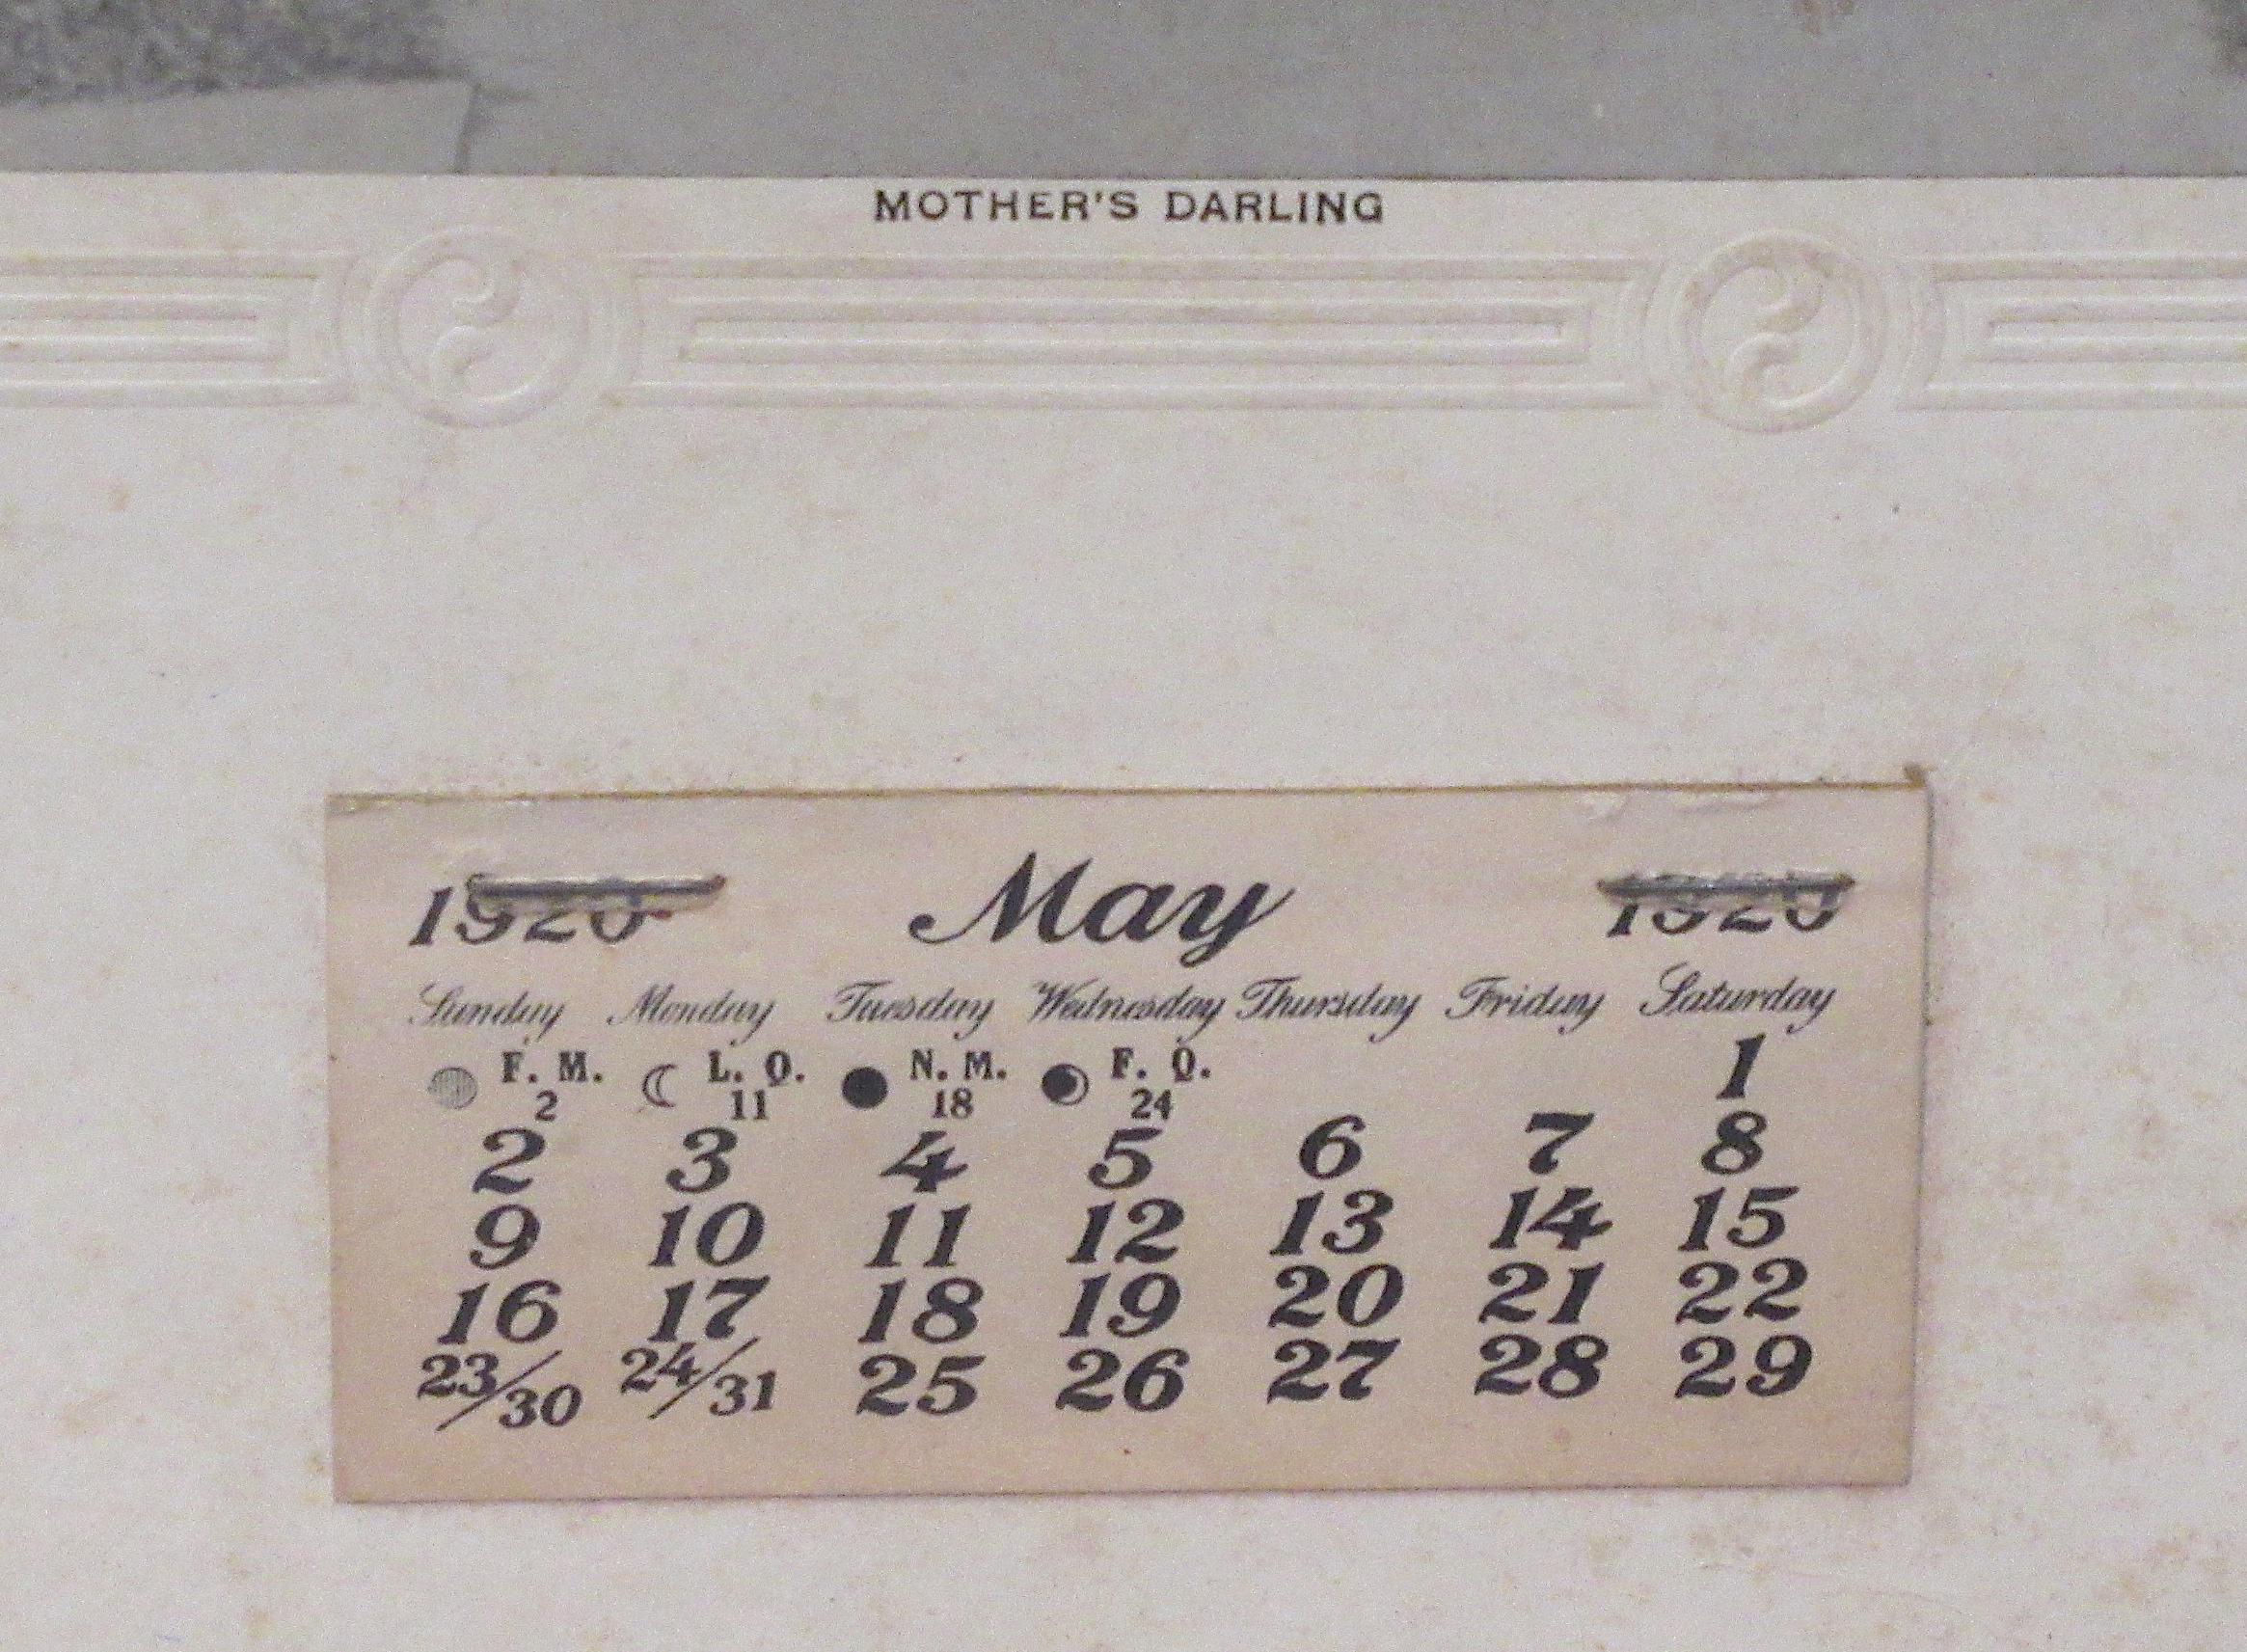 MOTHER'S DARLING
1920 May 1920
Sunday Monday Tuesday Wednesday Thursday Friday Saturday
F. M. 2 L. Q. 11 N. M. 18 F. Q. 24 1
2 3 4 5 6 7 8
9 10 11 12 13 14 15
16 17 18 19 20 21 22
23/30 24/31 25 26 27 28 29